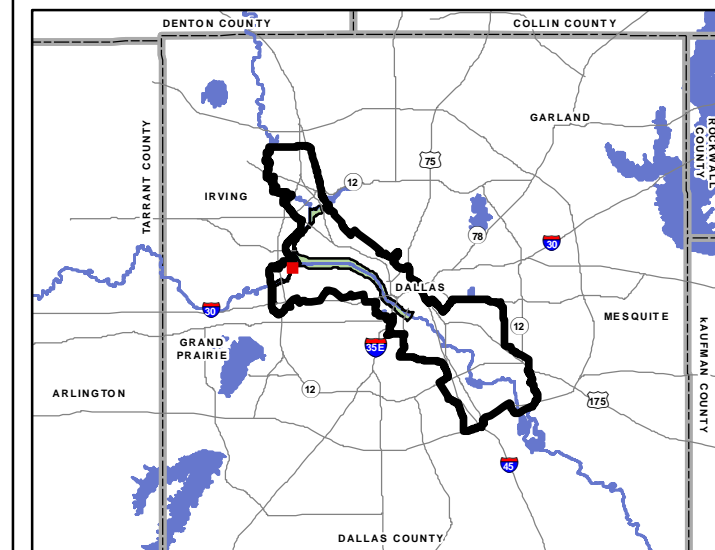 DENTON COUNTY
COLLIN COUNTY
GARLAND
ROCKWALL
COUNTY
TARRANT COUNTY
75
12
IRVING
78
30
DALLAS
30
12
MESQUITE
GRAND
PRAIRIE
35E
KAUFMAN COUNTY
ARLINGTON
12
175
45
DALLAS COUNTY